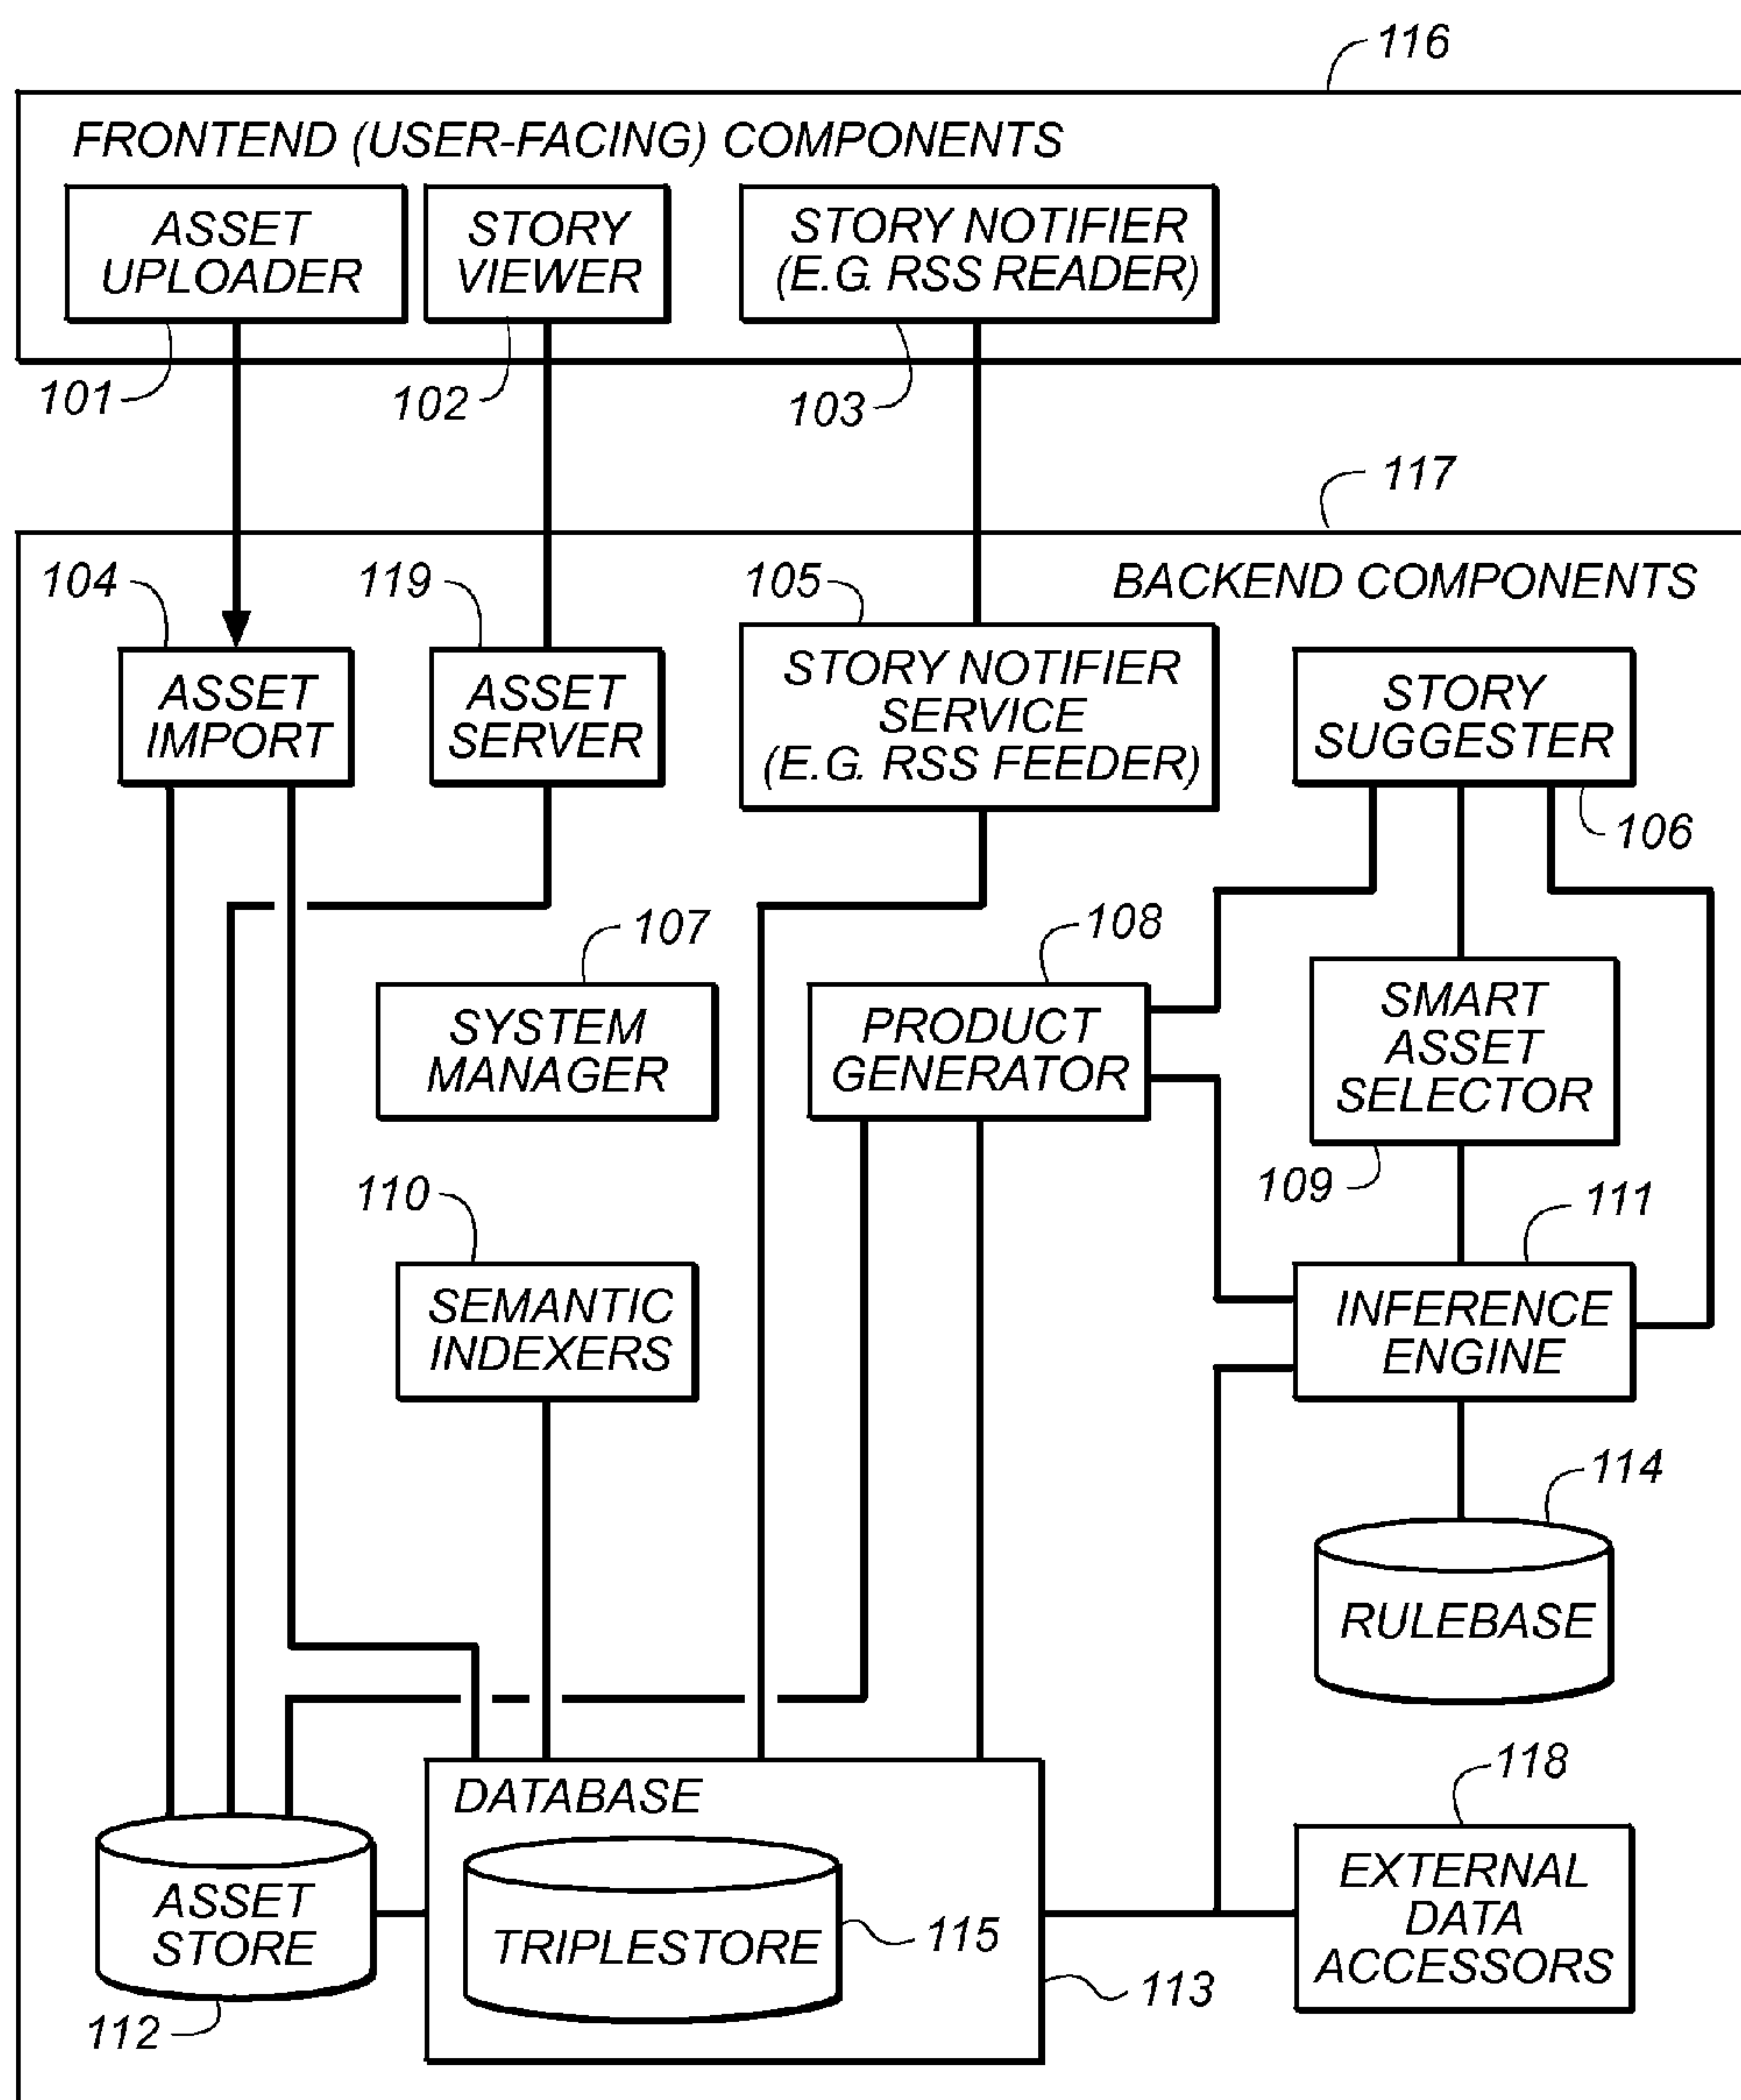 116
FRONTEND (USER-FACING) COMPONENTS
ASSET
UPLOADER
STORY
VIEWER
STORY NOTIFIER
(E.G. RSS READER)
101
102
103
117
BACKEND COMPONENTS
104
119
105
ASSET
IMPORT
ASSET
SERVER
STORY NOTIFIER
SERVICE
(E.G. RSS FEEDER)
STORY
SUGGESTER
106
107
108
SYSTEM
MANAGER
PRODUCT
GENERATOR
SMART
ASSET
SELECTOR
109
110
111
SEMANTIC
INDEXERS
INFERENCE
ENGINE
114
RULEBASE
118
DATABASE
ASSET
STORE
TRIPLESTORE
115
EXTERNAL
DATA
ACCESSORS
113
112